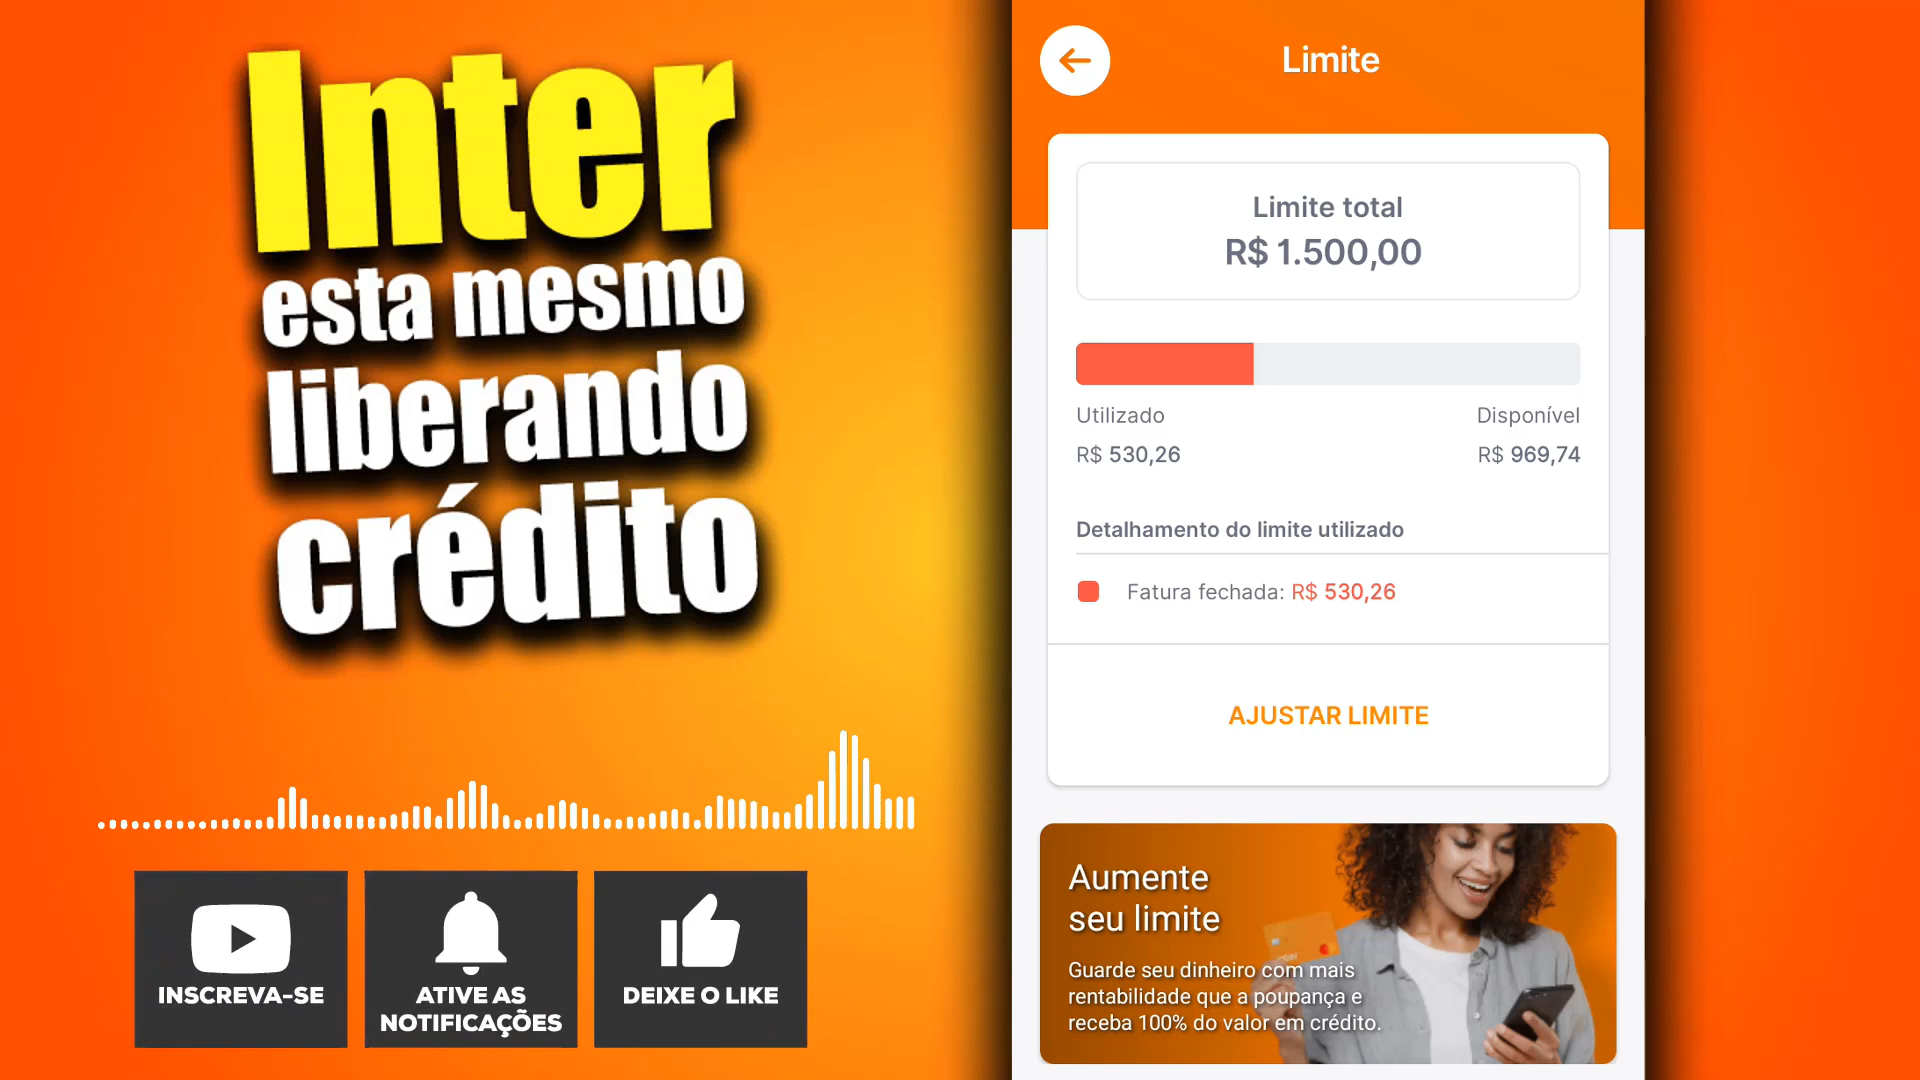 Inter
esta mesmo
liberando
crédito
INSCREVA-SE
ATIVE AS
NOTIFICAÇÕES
DEIXE O LIKE
Limite
Limite total
R$ 1.500,00
Utilizado
Disponível
R$ 530,26
R$ 969,74
Detalhamento do limite utilizado
Fatura fechada: R$ 530,26
AJUSTAR LIMITE
Aumente
seu limite
Guarde seu dinheiro com mais
rentabilidade que a poupança e
receba 100% do valor em crédito.
inter